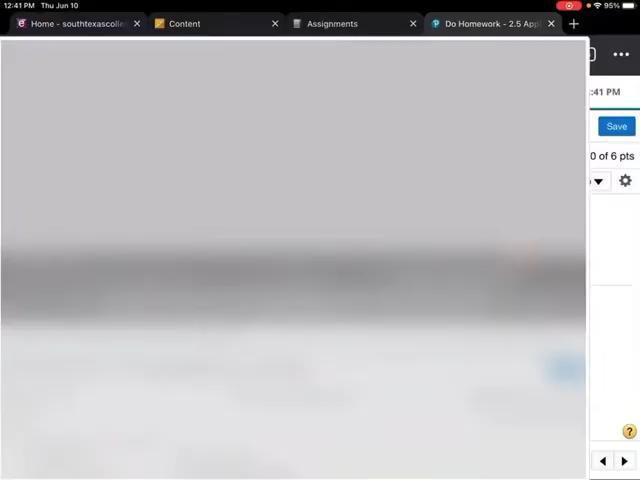 12:41 PM Thu Jun 10 95%
Home - southtexascolle
Content
Assignments
Do Homework - 2.5 Appl
:41 PM
Save
0 of 6 pts
?